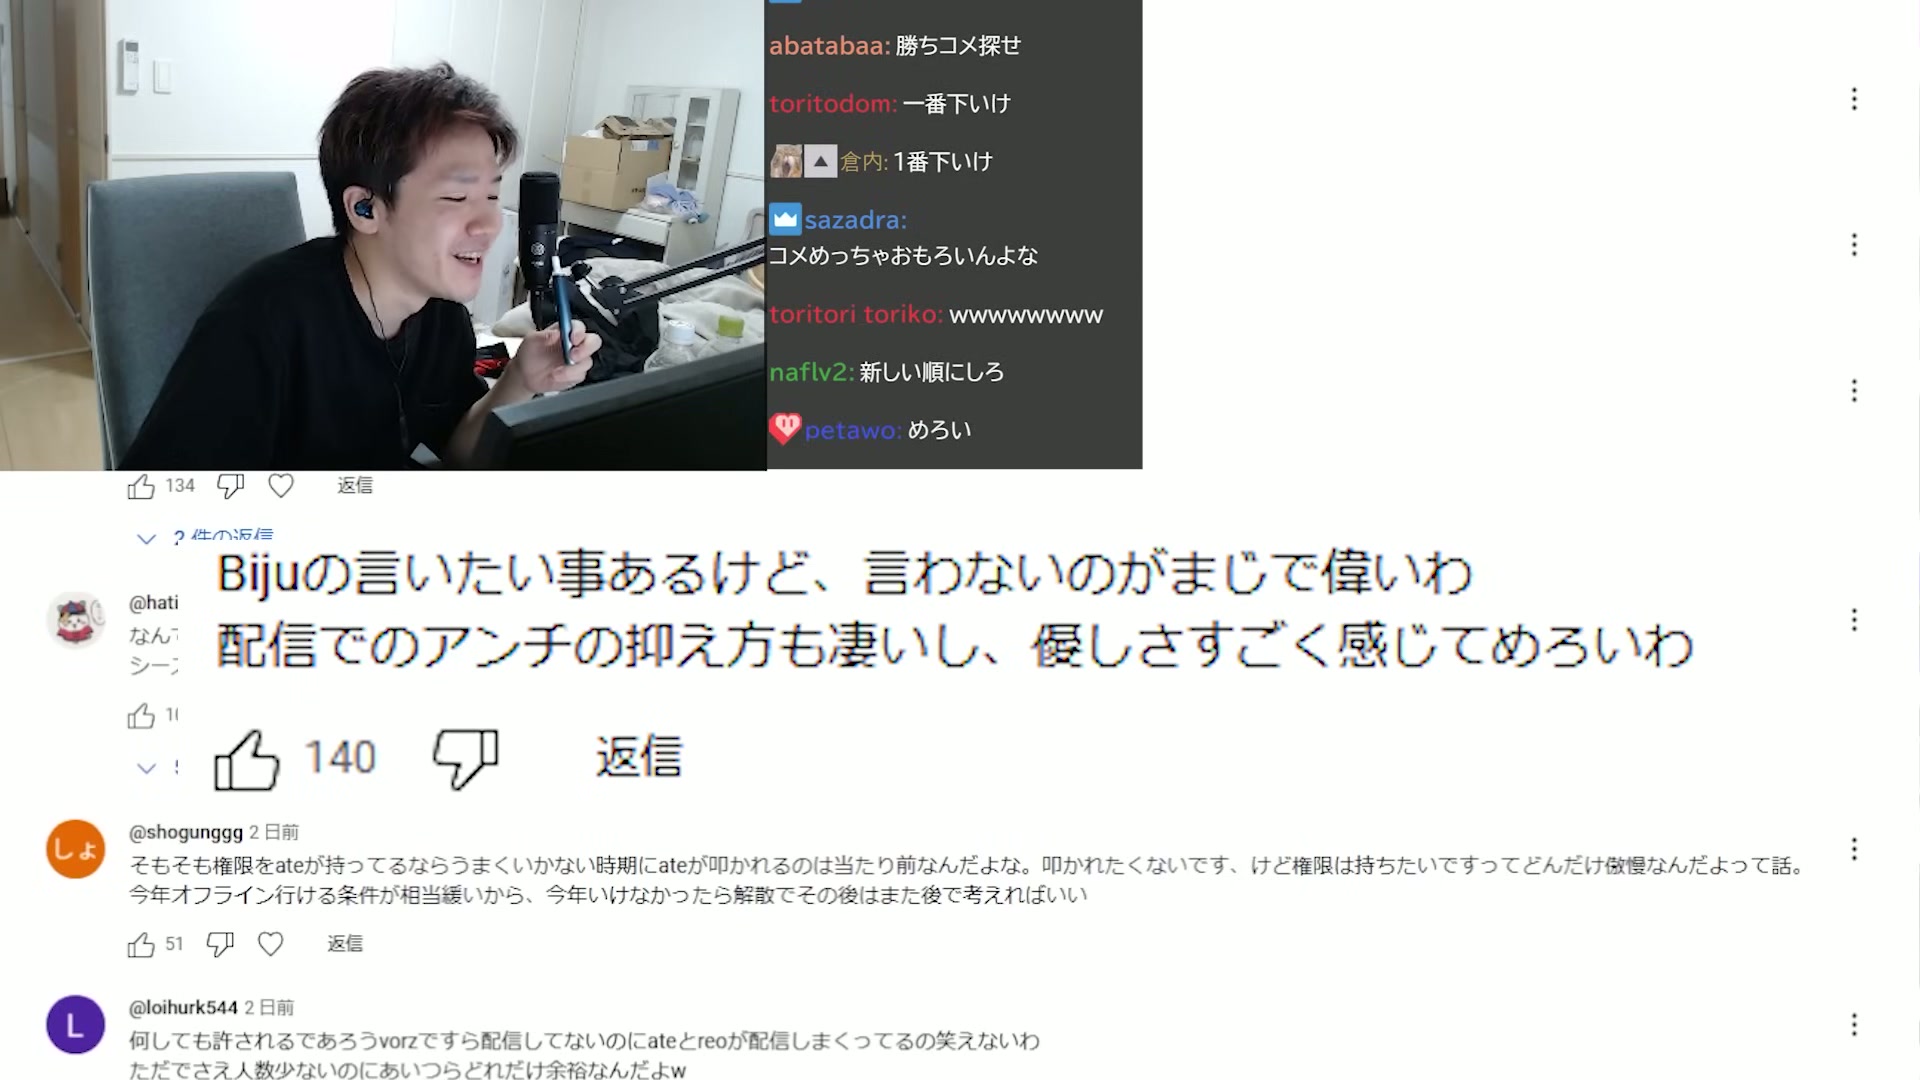 abatabaa: 勝ちコメ探せ
toritodom: 一番下いけ
倉内: 1番下いけ
sazadra:
コメめっちゃおもろいんよな
toritori toriko: wwwwwwww
naflv2: 新しい順にしろ
petawo: めろい
134 返信
2 件の返信
Bijuの言いたい事あるけど、言わないのがまじで偉いわ
配信でのアンチの抑え方も凄いし、優しさすごく感じてめろいわ
140 返信
@hati
なんで
シーズ
@shogunggg 2 日前
そもそも権限をateが持ってるならうまくいかない時期にateが叩かれるのは当たり前なんだよな。叩かれたくないです、けど権限は持ちたいですってどんだけ傲慢なんだよって話。
今年オフライン行ける条件が相当緩いから、今年いけなかったら解散でその後はまた後で考えればいい
51 返信
しょ
L
@loihurk544 2 日前
何しても許されるであろうvorzですら配信してないのにateとreoが配信しまくってるの笑えないわ
ただでさえ人数少ないのにあいつらどれだけ余裕なんだよw